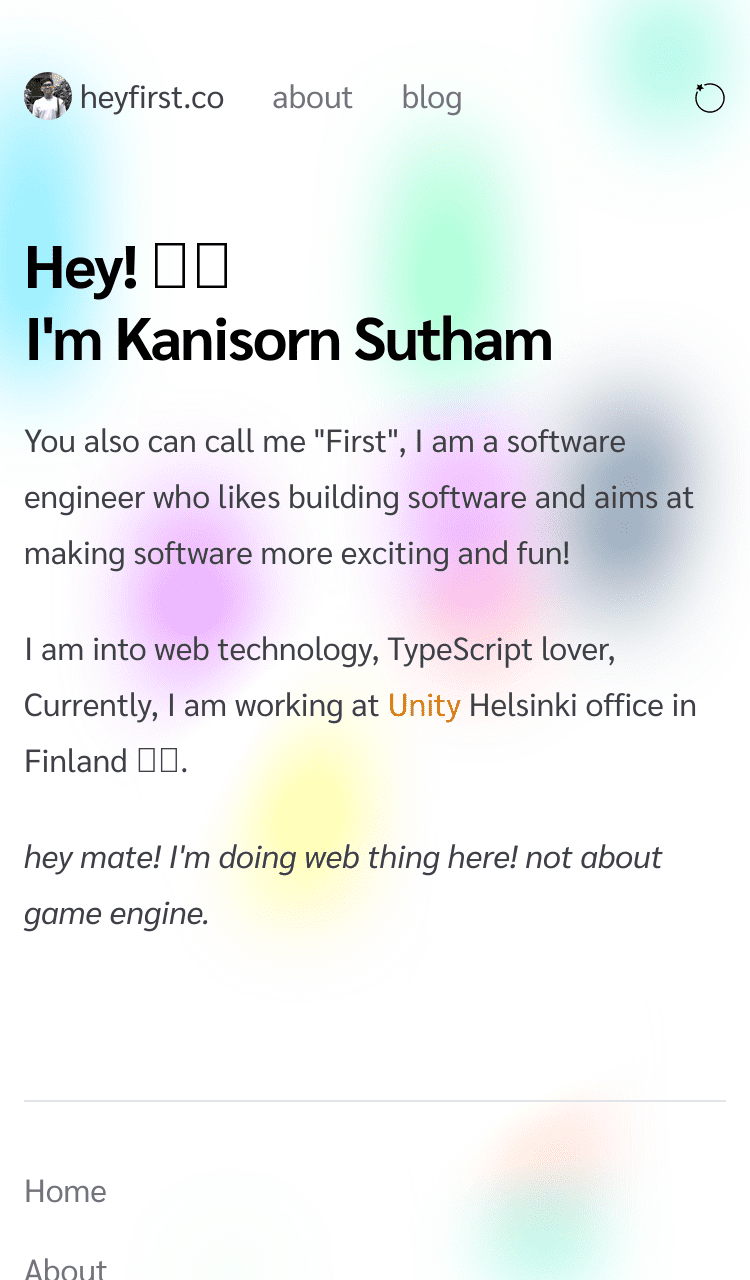 heyfirst.co about blog
Hey! 
I'm Kanisorn Sutham
You also can call me "First", I am a software
engineer who likes building software and aims at
making software more exciting and fun!
I am into web technology, TypeScript lover,
Currently, I am working at Unity Helsinki office in
Finland □□.
hey mate! I'm doing web thing here! not about
game engine.
Home
About